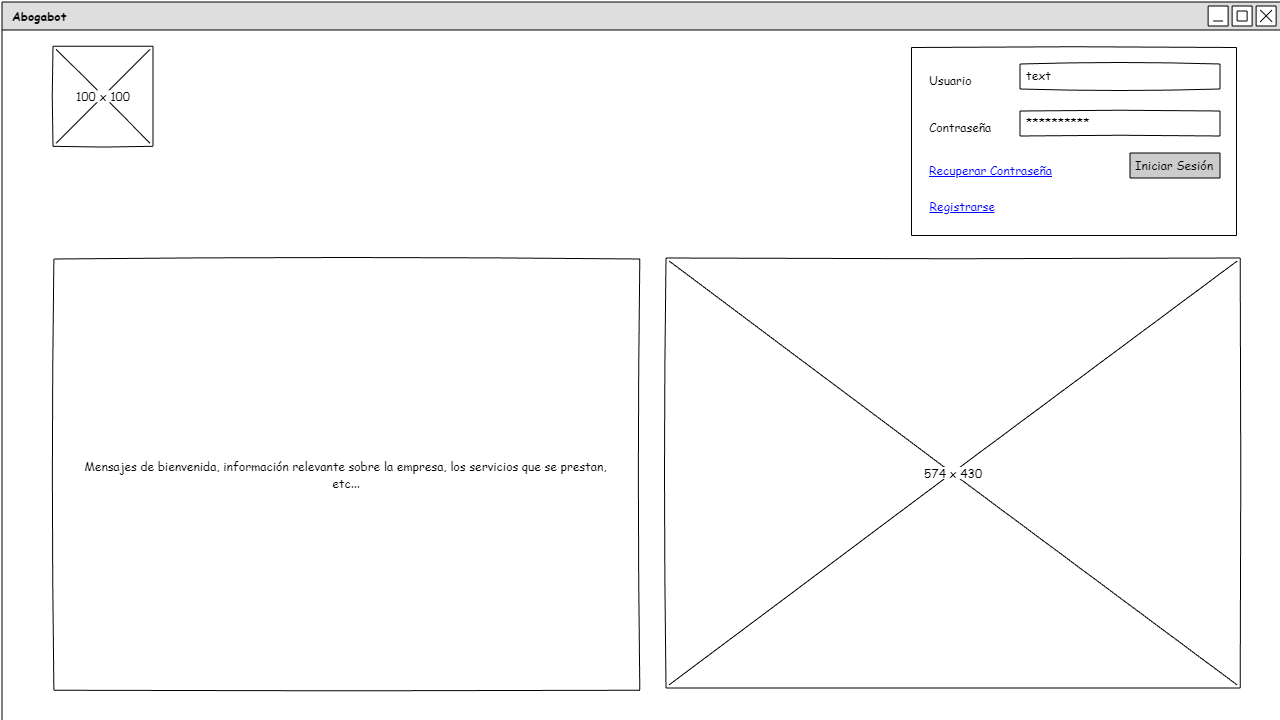 Abogabot
100 x 100
Usuario
text
Contraseña
**********
Recuperar Contraseña
Iniciar Sesión
Registrarse
Mensajes de bienvenida, información relevante sobre la empresa, los servicios que se prestan,
etc...
574 x 430